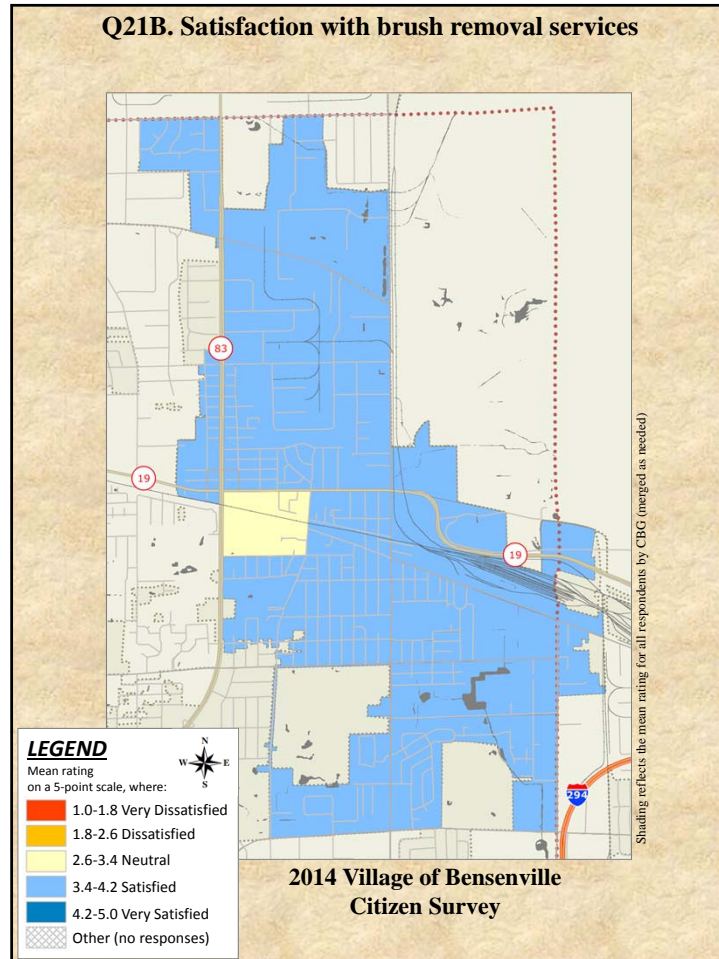 Q21B. Satisfaction with brush removal services
83
19
19
294
Shading reflects the mean rating for all respondents by CBG (merged as needed)
LEGEND
N
W E
S
Mean rating
on a 5-point scale, where:
1.0-1.8 Very Dissatisfied
1.8-2.6 Dissatisfied
2.6-3.4 Neutral
3.4-4.2 Satisfied
4.2-5.0 Very Satisfied
Other (no responses)
2014 Village of Bensenville
Citizen Survey